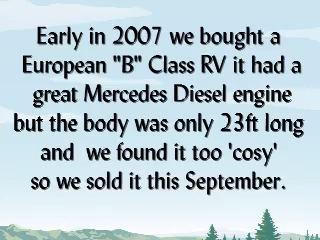 Early in 2007 we bought a
European "B" Class RV it had a
great Mercedes Diesel engine
but the body was only 23ft long
and we found it too 'cosy'
so we sold it this September.